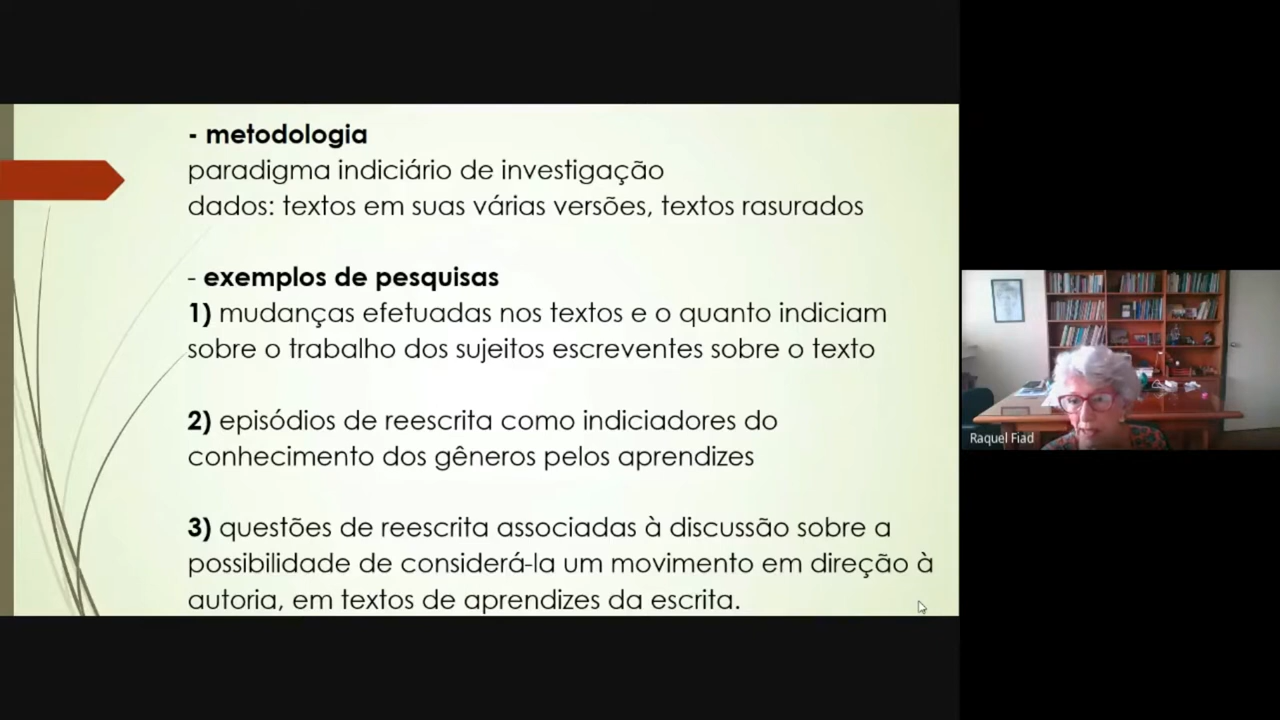 - metodologia
paradigma indiciário de investigação
dados: textos em suas várias versões, textos rasurados
- exemplos de pesquisas
1) mudanças efetuadas nos textos e o quanto indiciam
sobre o trabalho dos sujeitos escreventes sobre o texto
2) episódios de reescrita como indiciadores do
conhecimento dos gêneros pelos aprendizes
3) questões de reescrita associadas à discussão sobre a
possibilidade de considerá-la um movimento em direção à
autoria, em textos de aprendizes da escrita.
Raquel Fiad